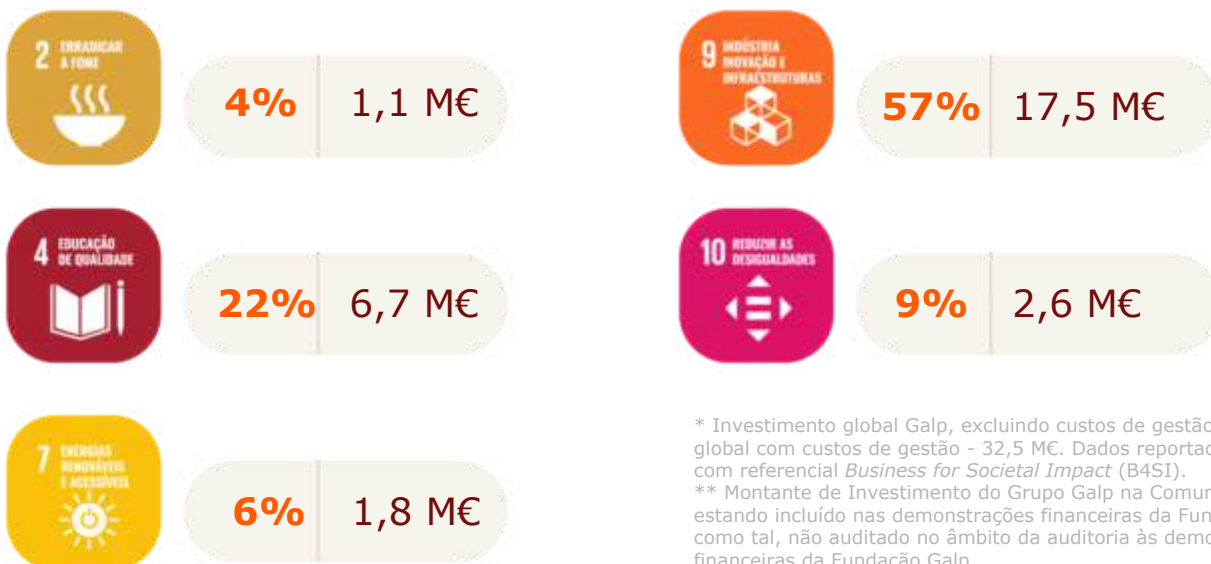 2 ERRADICAR
A FOME
4% 1,1 M€
4 EDUCAÇÃO
DE QUALIDADE
22% 6,7 M€
7 ENERGIAS
RENOVÁVEIS
E ACESSÍVEIS
6% 1,8 M€
9 INDÚSTRIA
INOVAÇÃO E
INFRAESTRUTURAS
57% 17,5 M€
10 REDUZIR AS
DESIGUALDADES
9% 2,6 M€
* Investimento global Galp, excluindo custos de gestão
global com custos de gestão - 32,5 M€. Dados reportad
com referencial Business for Societal Impact (B4SI).
** Montante de Investimento do Grupo Galp na Comun
estando incluído nas demonstrações financeiras da Fun
como tal, não auditado no âmbito da auditoria às demo
financeiras da Fundação Galp